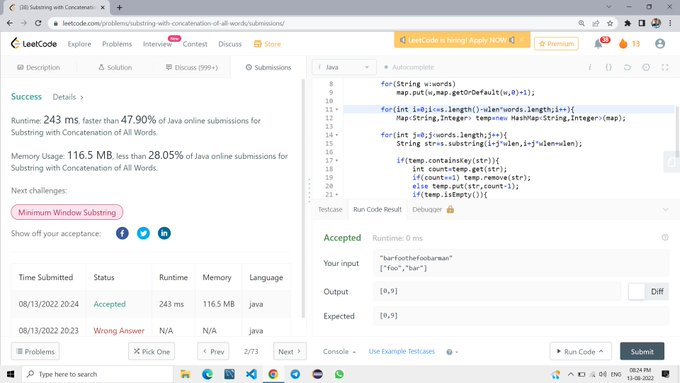 (38) Substring with Concatenation
leetcode.com/problems/substring-with-concatenation-of-all-words/submissions/
LeetCode
Explore
Problems
Interview
New
Contest
Discuss
Store
LeetCode is hiring! Apply NOW
Premium
38
13
Description
Solution
Discuss (999+)
Submissions
Java
Autocomplete
Success
Details >
Runtime: 243 ms, faster than 47.90% of Java online submissions for
Substring with Concatenation of All Words.
Memory Usage: 116.5 MB, less than 28.05% of Java online submissions for
Substring with Concatenation of All Words.
Next challenges:
Minimum Window Substring
Show off your acceptance:
Time Submitted Status Runtime Memory Language
08/13/2022 20:24 Accepted 243 ms 116.5 MB java
08/13/2022 20:23 Wrong Answer N/A N/A java
8 for(String w:words)
9 map.put(w,map.getOrDefault(w,0)+1);
10
11 for(int i=0;i<=s.length()-wlen*words.length;i++){
12 Map<String,Integer> temp=new HashMap<String,Integer>(map);
13
14 for(int j=0;j<words.length;j++){
15 String str=s.substring(i+j*wlen,i+j*wlen+wlen);
16
17 if(temp.containsKey(str)){
18 int count=temp.get(str);
19 if(count==1) temp.remove(str);
20 else temp.put(str,count-1);
21 if(temp.isEmpty()){
Testcase
Run Code Result
Debugger
Accepted
Runtime: 0 ms
Your input
"barfoothefoobarman"
["foo","bar"]
Output
[0,9]
Diff
Expected
[0,9]
Problems
Pick One
< Prev
2/73
Next >
Console
Use Example Testcases
Run Code
Submit
Type here to search
ENG
08:24 PM
13-08-2022